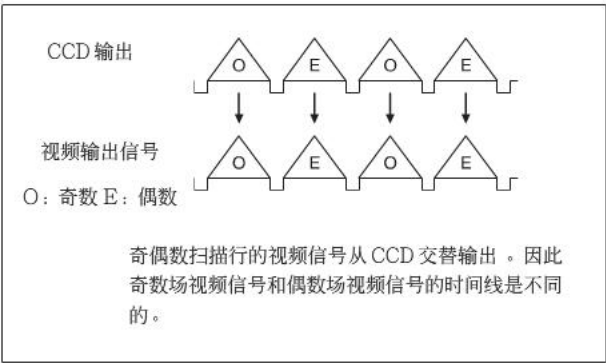 CCD 输出
O E O E
视频输出信号
O E O E
O：奇数 E：偶数
奇偶数扫描行的视频信号从 CCD 交替输出 。因此
奇数场视频信号和偶数场视频信号的时间线是不同
的。